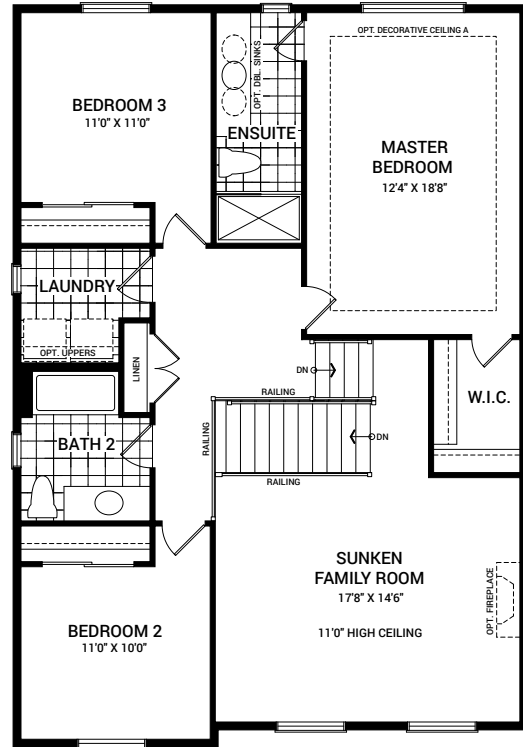 OPT. DECORATIVE CEILING A
BEDROOM 3
11'0" X 11'0"
OPT. DBL. SINKS
ENSUITE
MASTER
BEDROOM
12'4" X 18'8"
LAUNDRY
OPT. UPPERS
LINEN
DN
RAILING
W.I.C.
BATH 2
RAILING
DN
RAILING
SUNKEN
FAMILY ROOM
17'8" X 14'6"
11'0" HIGH CEILING
OPT. FIREPLACE
BEDROOM 2
11'0" X 10'0"